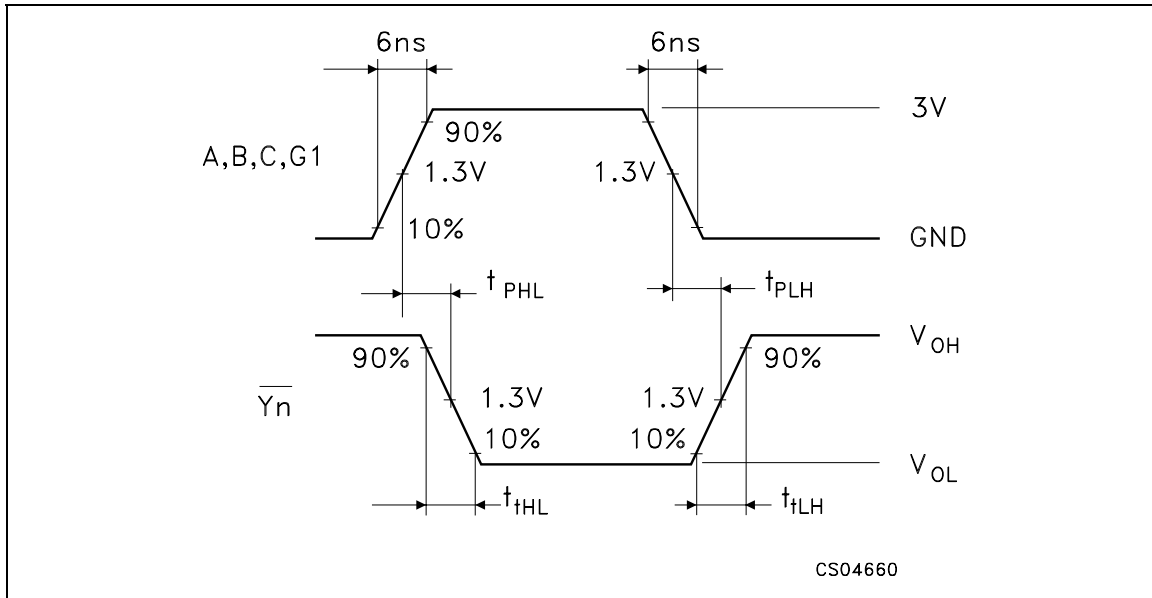 6ns 6ns
3V
90%
A,B,C,G1
1.3V 1.3V
10%
GND
tPHL tPLH
VOH
90% 90%
Yn
1.3V 1.3V
10% 10%
VOL
ttHL ttLH
CS04660